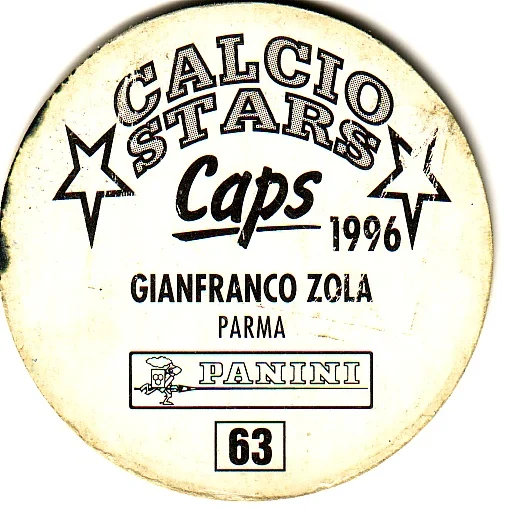 CALCIO
STARS
Caps
1996
GIANFRANCO ZOLA
PARMA
PANINI
63